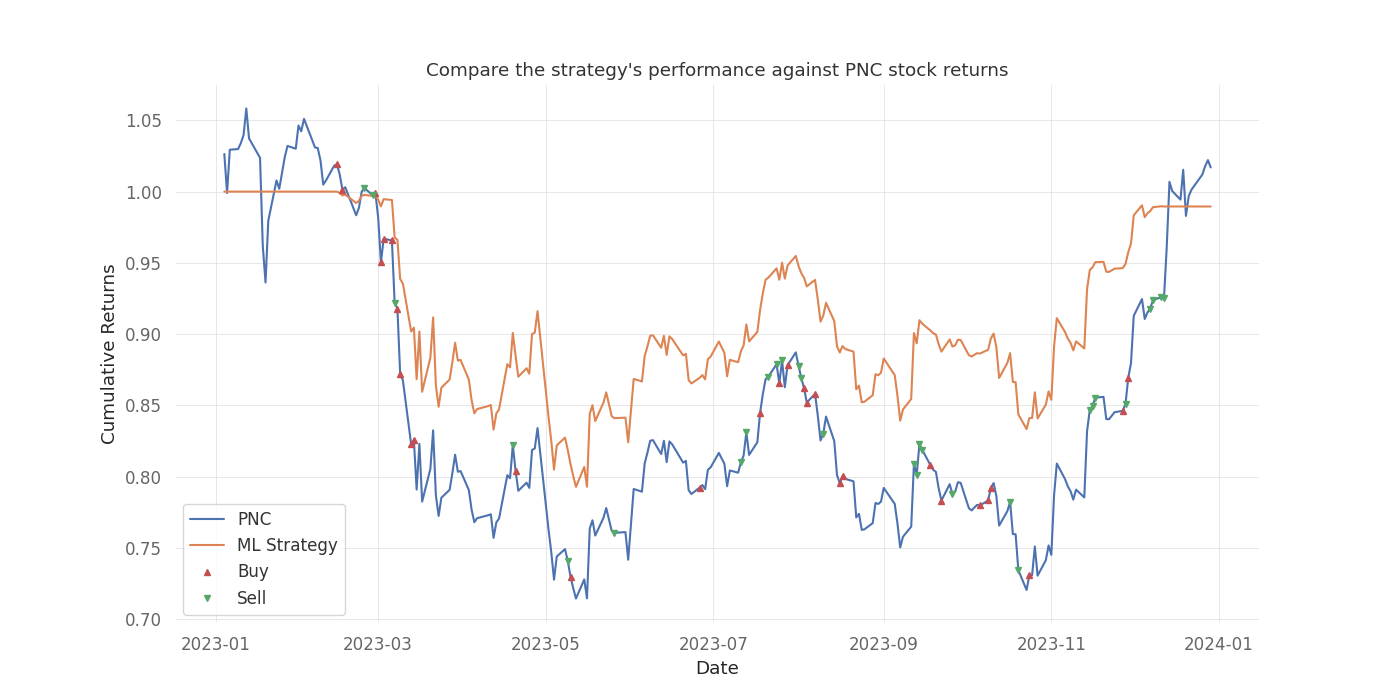 Compare the strategy's performance against PNC stock returns
Cumulative Returns
1.05
1.00
0.95
0.90
0.85
0.80
0.75
0.70
PNC
ML Strategy
Buy
Sell
2023-01 2023-03 2023-05 2023-07 2023-09 2023-11 2024-01
Date